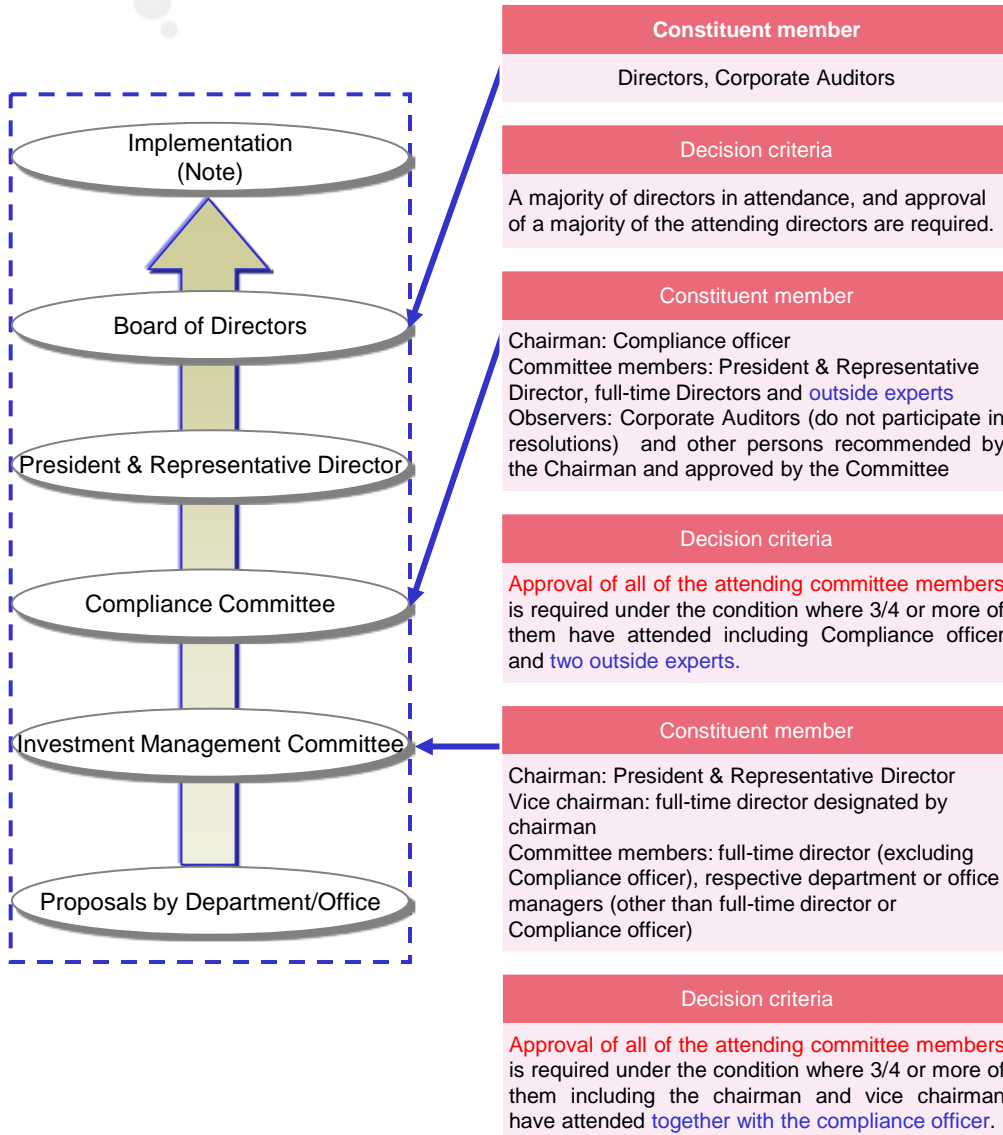 Implementation
(Note)
Board of Directors
President & Representative Director
Compliance Committee
Investment Management Committee
Proposals by Department/Office
Constituent member
Directors, Corporate Auditors
Decision criteria
A majority of directors in attendance, and approval
of a majority of the attending directors are required.
Constituent member
Chairman: Compliance officer
Committee members: President & Representative
Director, full-time Directors and outside experts
Observers: Corporate Auditors (do not participate in
resolutions) and other persons recommended by
the Chairman and approved by the Committee
Decision criteria
Approval of all of the attending committee members
is required under the condition where 3/4 or more of
them have attended including Compliance officer
and two outside experts.
Constituent member
Chairman: President & Representative Director
Vice chairman: full-time director designated by
chairman
Committee members: full-time director (excluding
Compliance officer), respective department or office
managers (other than full-time director or
Compliance officer)
Decision criteria
Approval of all of the attending committee members
is required under the condition where 3/4 or more of
them including the chairman and vice chairman
have attended together with the compliance officer.